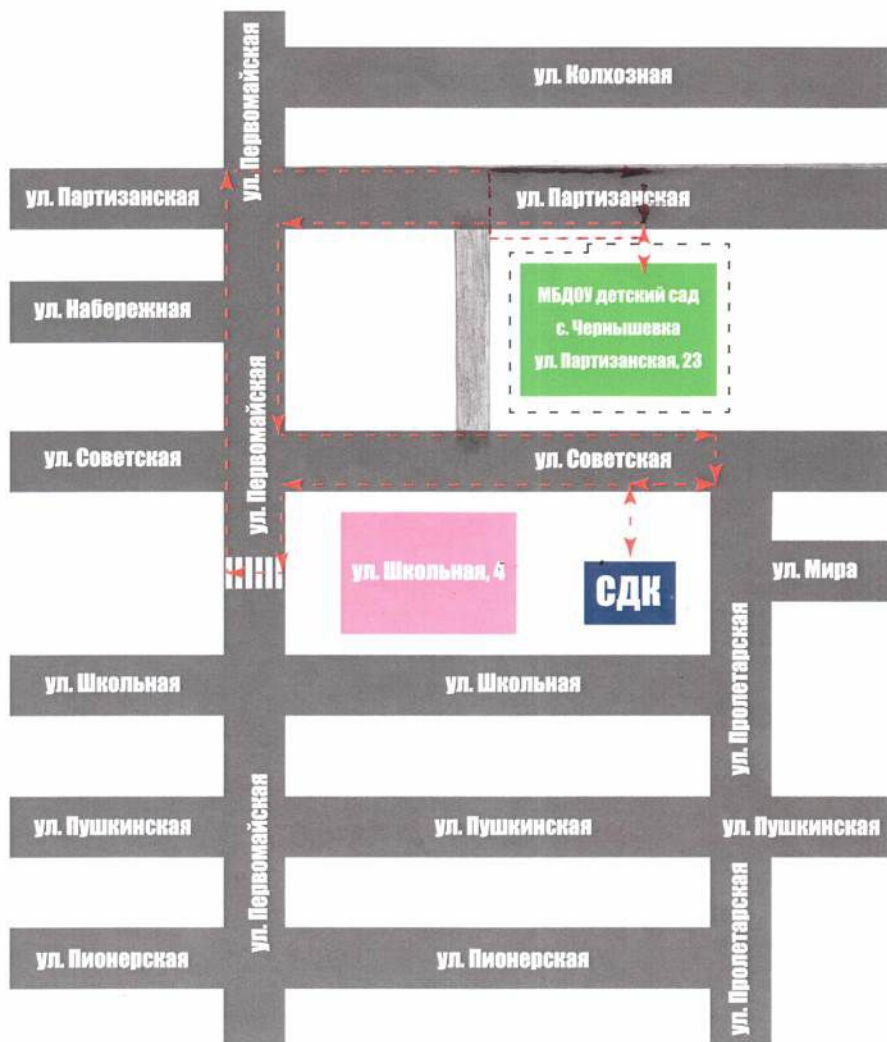 ул. Первомайская
ул. Колхозная
ул. Партизанская
ул. Партизанская
ул. Набережная
МБДОУ детский сад
с. Чернышевка
ул. Партизанская, 23
ул. Первомайская
ул. Советская
ул. Советская
ул. Школьная, 4
СДК
ул. Мира
ул. Школьная
ул. Школьная
ул. Пролетарская
ул. Пушкинская
ул. Пушкинская
ул. Пушкинская
ул. Первомайская
ул. Пионерская
ул. Пионерская
ул. Пролетарская